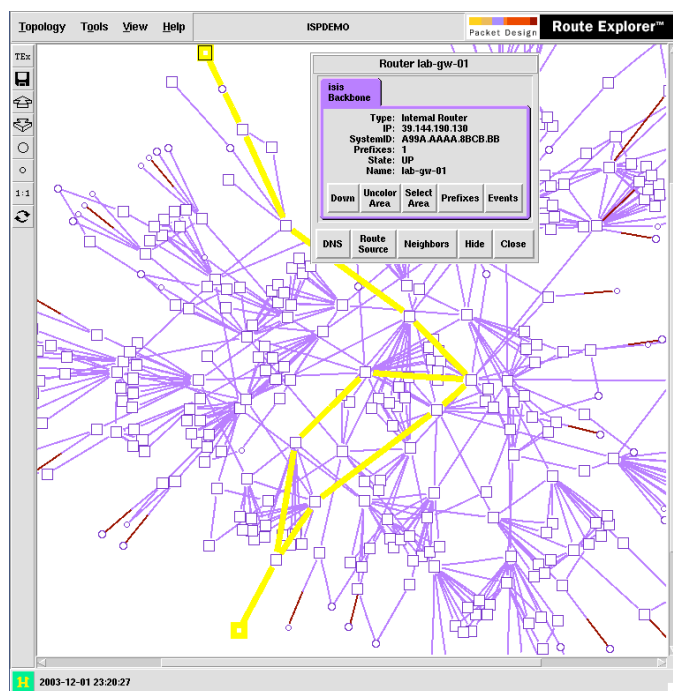 Topology Tools View Help ISPDEMO Packet Design Route Explorer™
TEx
1:1
Router lab-gw-01
isis
Backbone
Type: Internal Router
IP: 39.144.190.130
SystemID: A99A.AAAA.8BCB.BB
Prefixes: 1
State: UP
Name: lab-gw-01
Down Uncolor Area Select Area Prefixes Events
DNS Route Source Neighbors Hide Close
H 2003-12-01 23:20:27